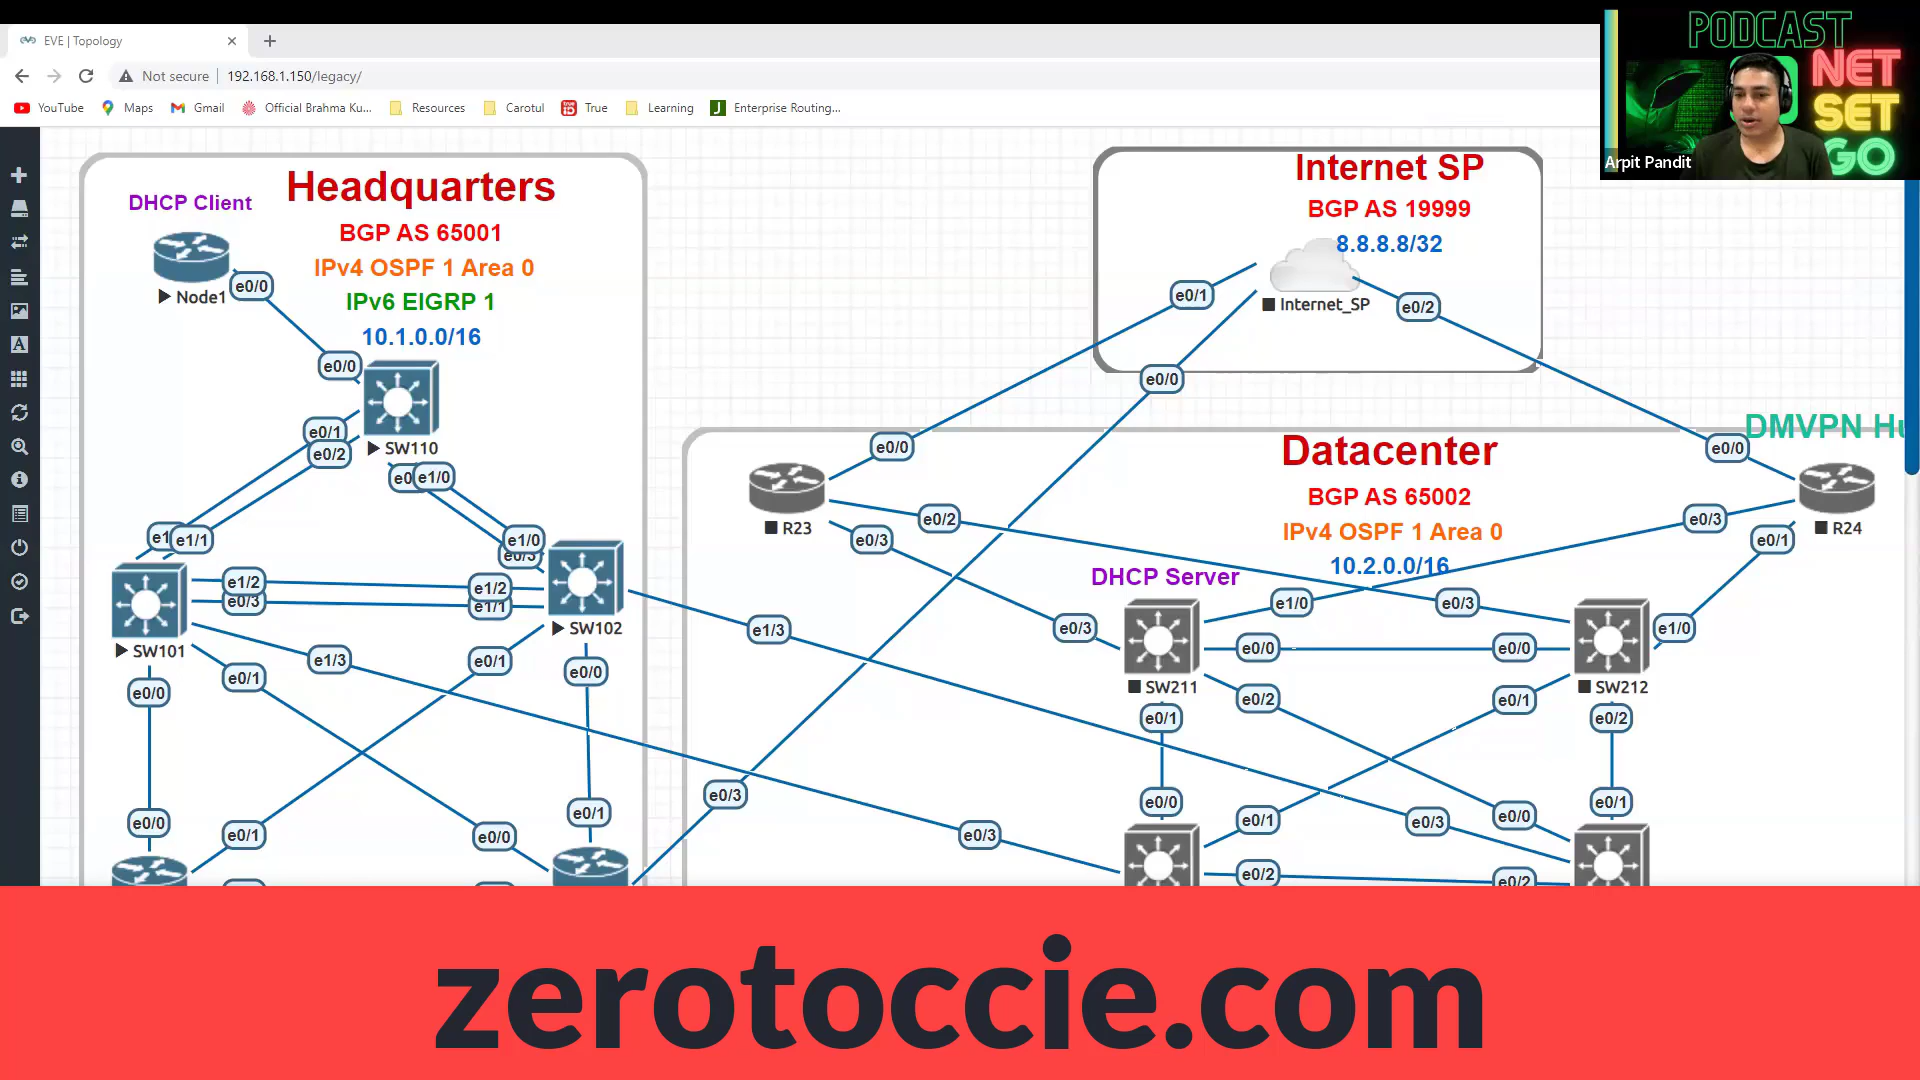 EVE | Topology
Not secure
192.168.1.150/legacy/
YouTube
Maps
Gmail
Official Brahma Ku...
Resources
Carotul
True
Learning
Enterprise Routing...
PODCAST
NET
SET
GO
Arpit Pandit
Headquarters
DHCP Client
BGP AS 65001
IPv4 OSPF 1 Area 0
IPv6 EIGRP 1
10.1.0.0/16
Node1
e0/0
e0/0
SW110
e0/1
e0/2
e1/0
e1/1
e1/0
e0/3
SW101
SW102
e1/2
e0/3
e1/2
e1/1
e1/3
e0/1
e0/1
e0/0
e0/0
e0/0
e0/1
e0/0
e0/1
Internet SP
BGP AS 19999
8.8.8.8/32
Internet_SP
e0/1
e0/2
e0/0
DMVPN
Datacenter
BGP AS 65002
IPv4 OSPF 1 Area 0
10.2.0.0/16
DHCP Server
e0/0
R23
e0/2
e0/3
e0/0
R24
e0/3
e0/1
e1/3
e0/3
e1/0
e0/3
e1/0
e0/0
e0/0
SW211
SW212
e0/2
e0/1
e0/1
e0/2
e0/3
e0/0
e0/1
e0/1
e0/3
e0/3
e0/0
e0/2
e0/2
zerotoccie.com